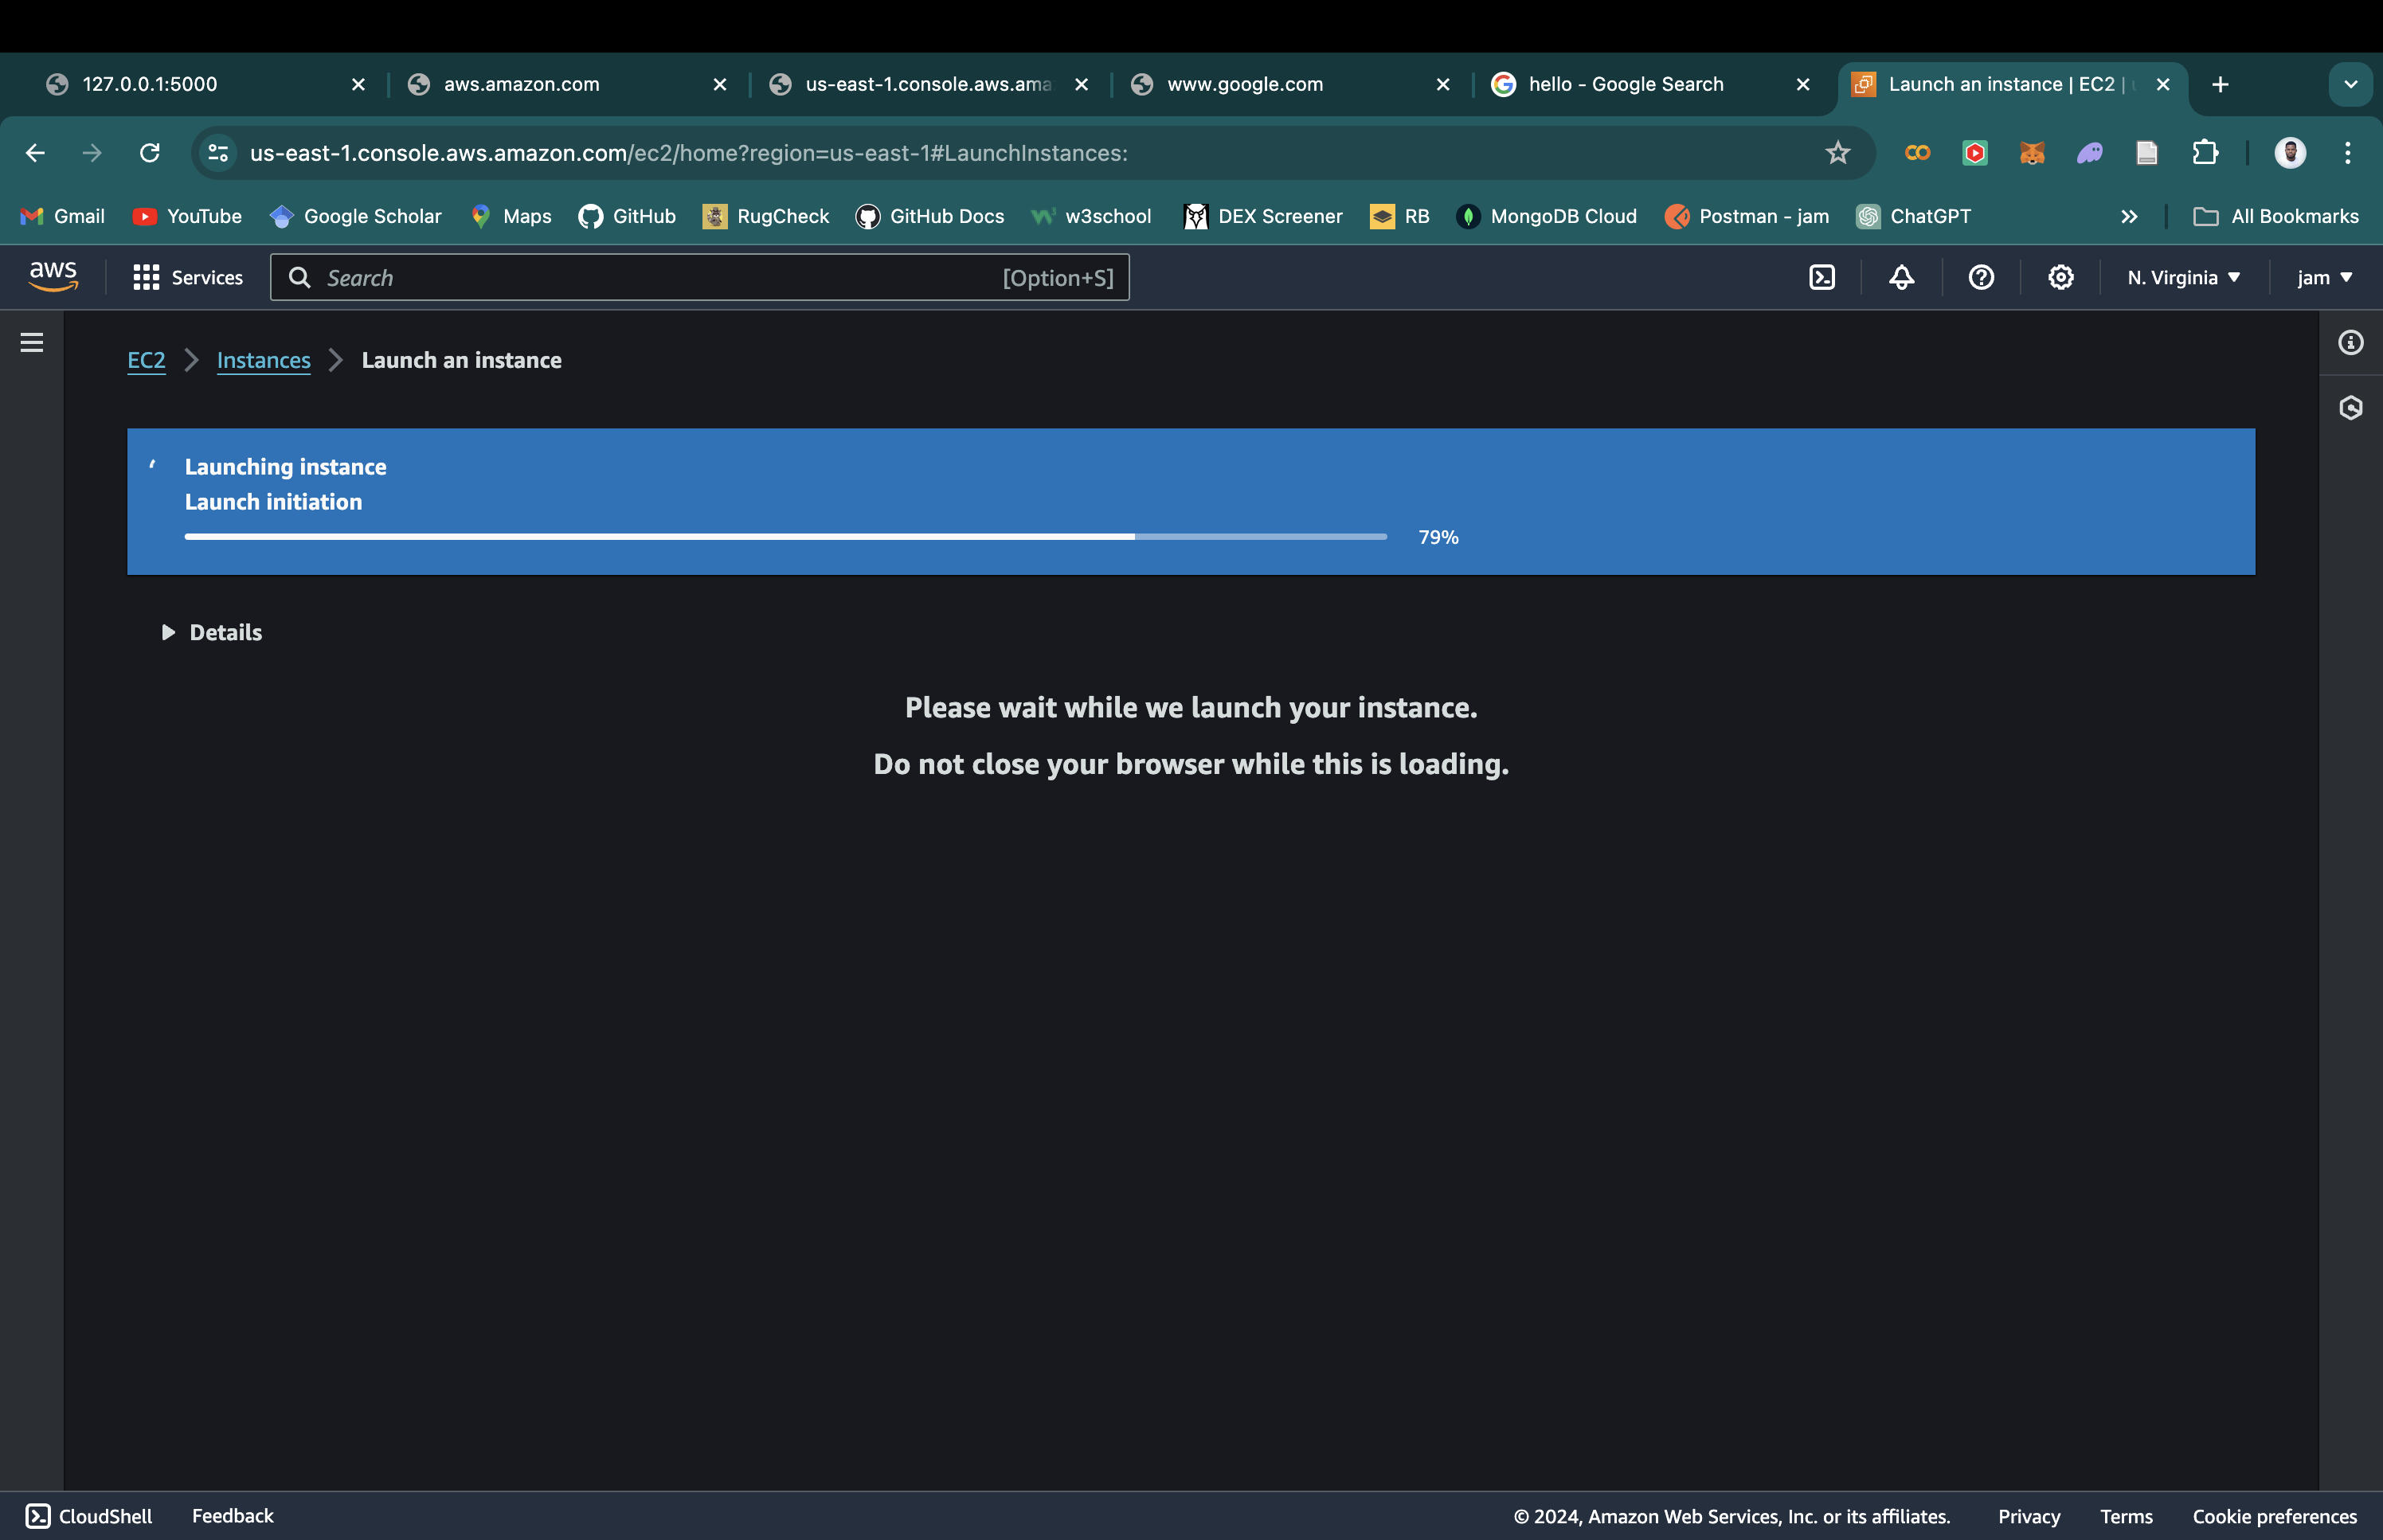 127.0.0.1:5000
aws.amazon.com
us-east-1.console.aws.ama
www.google.com
hello - Google Search
Launch an instance | EC2 |
us-east-1.console.aws.amazon.com/ec2/home?region=us-east-1#LaunchInstances:
Gmail
YouTube
Google Scholar
Maps
GitHub
RugCheck
GitHub Docs
w3school
DEX Screener
RB
MongoDB Cloud
Postman - jam
ChatGPT
All Bookmarks
aws
Services
Search
[Option+S]
N. Virginia
jam
EC2
Instances
Launch an instance
Launching instance
Launch initiation
79%
Details
Please wait while we launch your instance.
Do not close your browser while this is loading.
CloudShell
Feedback
© 2024, Amazon Web Services, Inc. or its affiliates.
Privacy
Terms
Cookie preferences